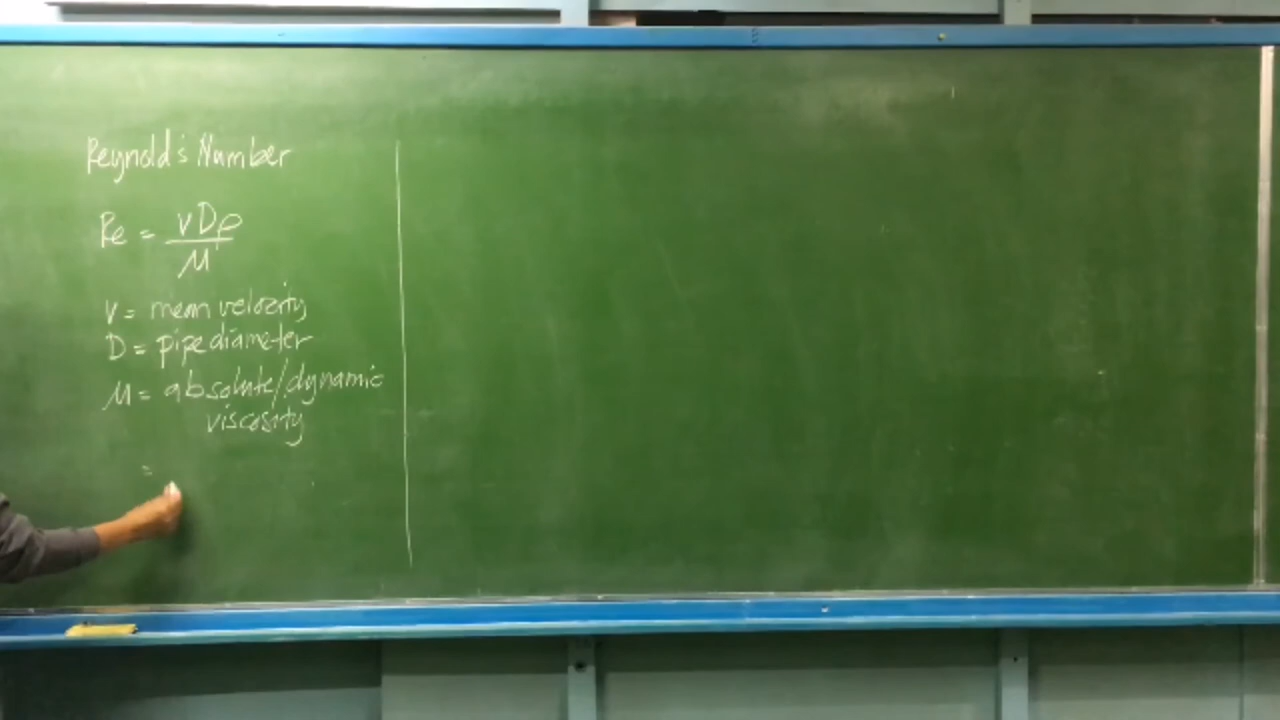 Reynold's Number
Re = vDρ
μ
v = mean velocity
D = pipe diameter
μ = absolute/dynamic
viscosity
=